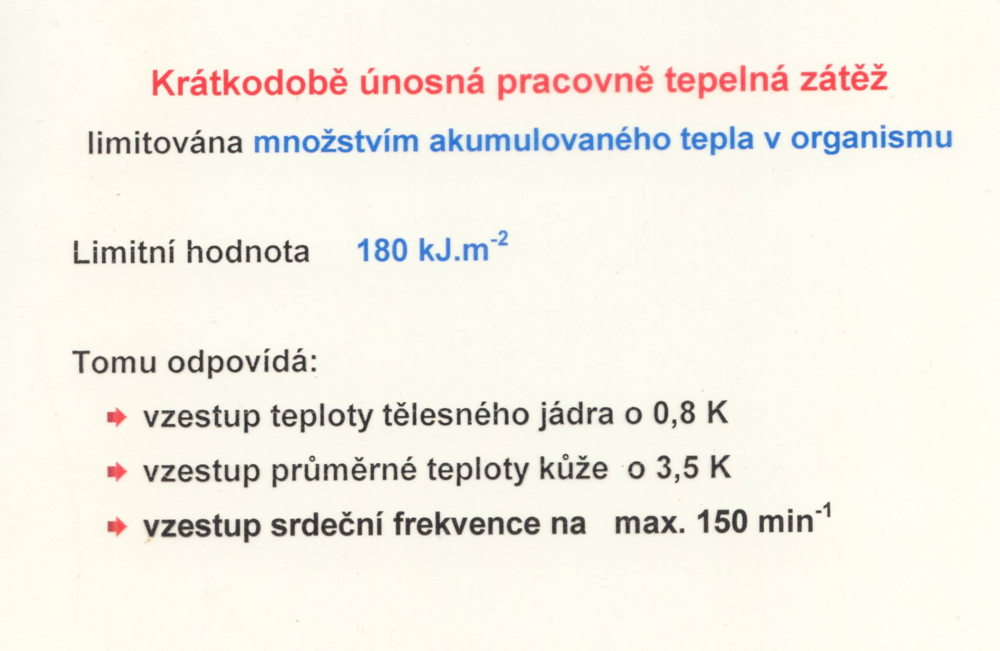 Krátkodobě únosná pracovně tepelná zátěž
limitována množstvím akumulovaného tepla v organismu
Limitní hodnota 180 kJ.m⁻²
Tomu odpovídá:
➡ vzestup teploty tělesného jádra o 0,8 K
➡ vzestup průměrné teploty kůže o 3,5 K
➡ vzestup srdeční frekvence na max. 150 min⁻¹